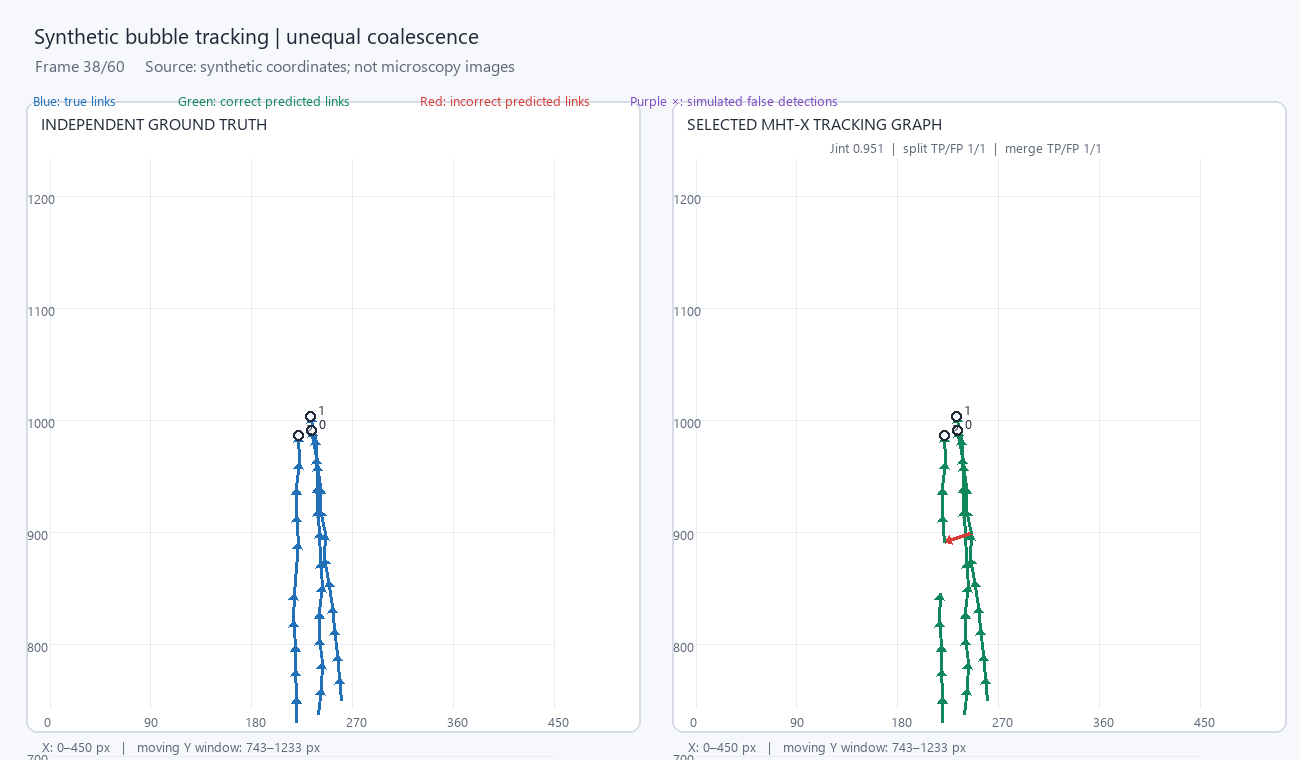 Synthetic bubble tracking | unequal coalescence
Frame 38/60 Source: synthetic coordinates; not microscopy images
Blue: true links Green: correct predicted links Red: incorrect predicted links Purple ×: simulated false detections
INDEPENDENT GROUND TRUTH
1200
1100
1000
900
800
1
0
0 90 180 270 360 450
X: 0–450 px | moving Y window: 743–1233 px
700
SELECTED MHT-X TRACKING GRAPH
Jint 0.951 | split TP/FP 1/1 | merge TP/FP 1/1
1200
1100
1000
900
800
1
0
0 90 180 270 360 450
X: 0–450 px | moving Y window: 743–1233 px
700